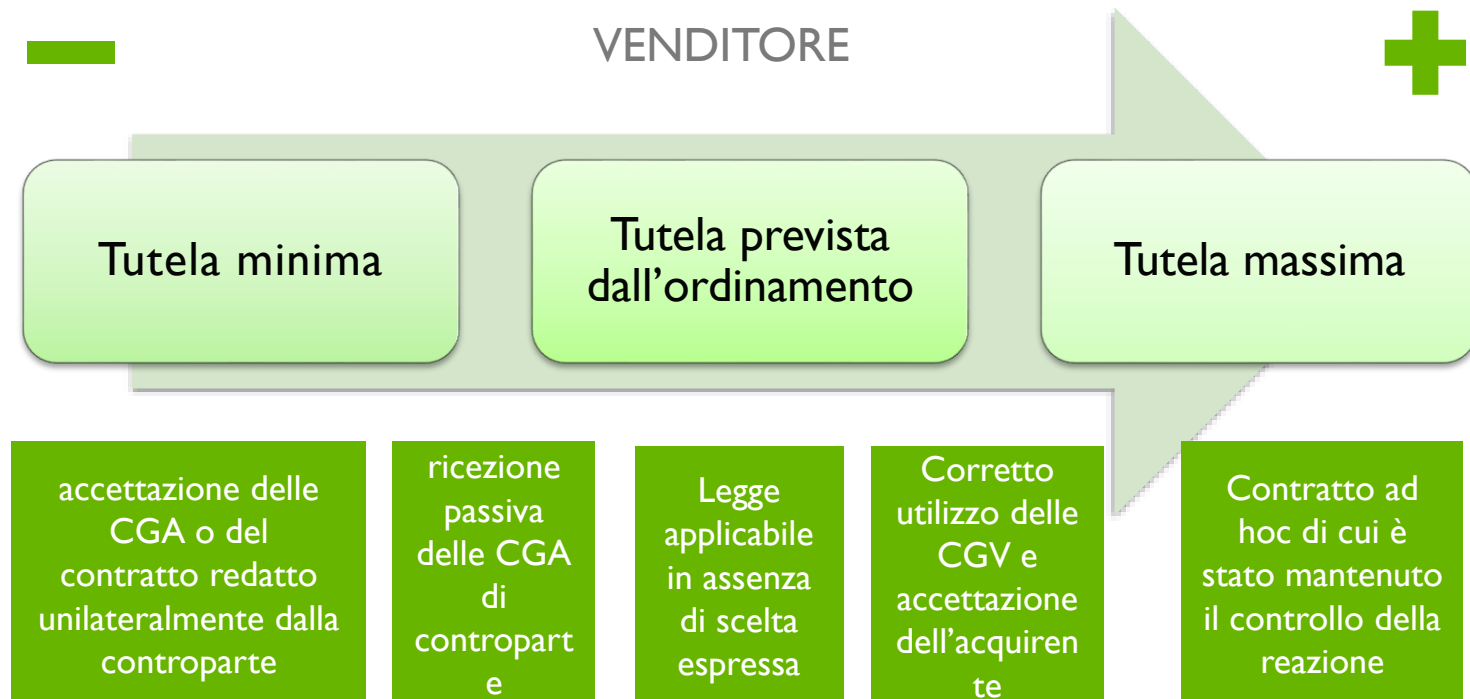 VENDITORE
Tutela minima
Tutela prevista
dall’ordinamento
Tutela massima
accettazione delle
CGA o del
contratto redatto
unilateralmente dalla
controparte
ricezione
passiva
delle CGA
di
contropart
e
Legge
applicabile
in assenza
di scelta
espressa
Corretto
utilizzo delle
CGV e
accettazione
dell’acquiren
te
Contratto ad
hoc di cui è
stato mantenuto
il controllo della
reazione